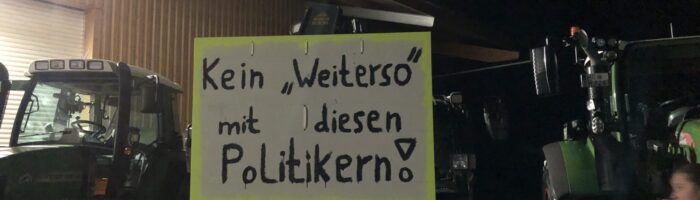 Kein „Weiterso“
mit diesen
Politikern!